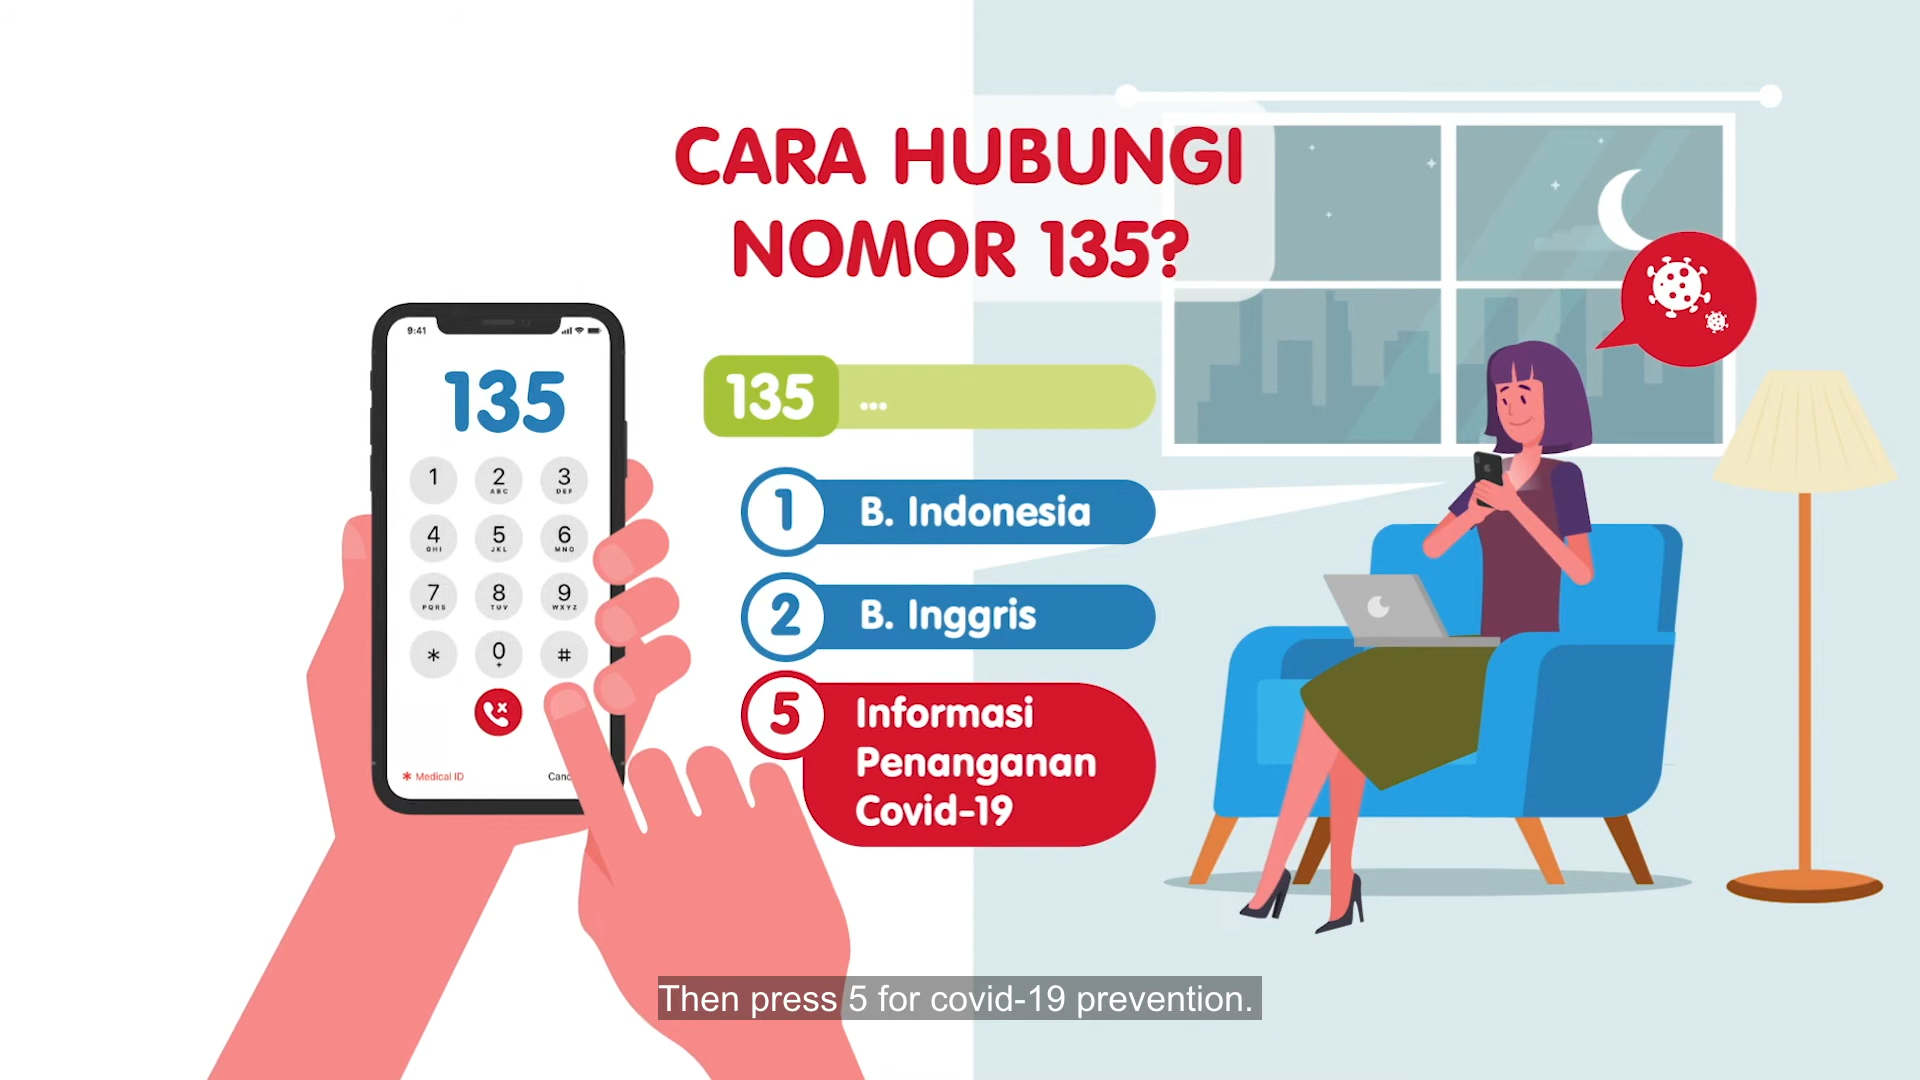 CARA HUBUNGI
NOMOR 135?
9:41
135
1
2
ABC
3
DEF
4
GHI
5
JKL
6
MNO
7
PQRS
8
TUV
9
WXYZ
*
0
+
#
* Medical ID
Canc
135 ...
1 B. Indonesia
2 B. Inggris
5 Informasi
Penanganan
Covid-19
Then press 5 for covid-19 prevention.